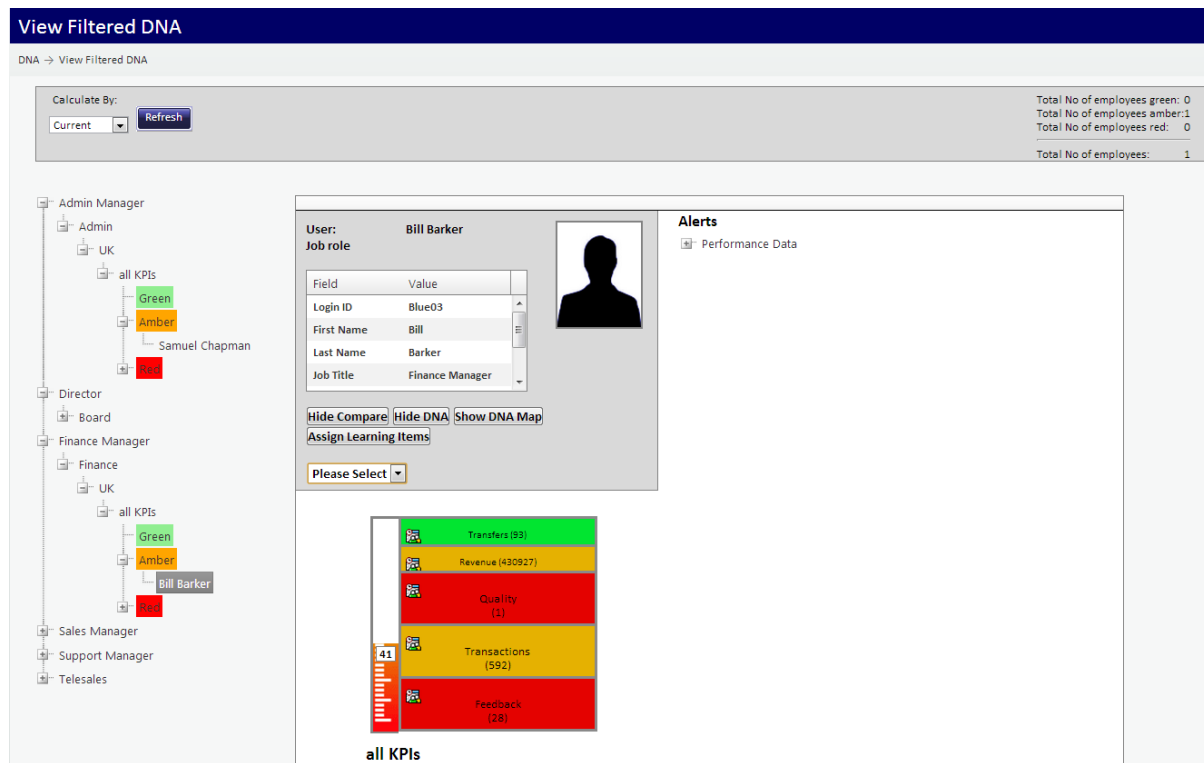 View Filtered DNA
DNA → View Filtered DNA
Calculate By:
Current
Refresh
Total No of employees green: 0
Total No of employees amber:1
Total No of employees red: 0
Total No of employees: 1
Admin Manager
Admin
UK
all KPIs
Green
Amber
Samuel Chapman
Red
Director
Board
Finance Manager
Finance
UK
all KPIs
Green
Amber
Bill Barker
Red
Sales Manager
Support Manager
Telesales
User: Bill Barker
Job role
Field Value
Login ID Blue03
First Name Bill
Last Name Barker
Job Title Finance Manager
Hide Compare Hide DNA Show DNA Map
Assign Learning Items
Please Select
Alerts
Performance Data
Transfers (93)
Revenue (430927)
Quality
(1)
41
Transactions
(592)
Feedback
(28)
all KPIs